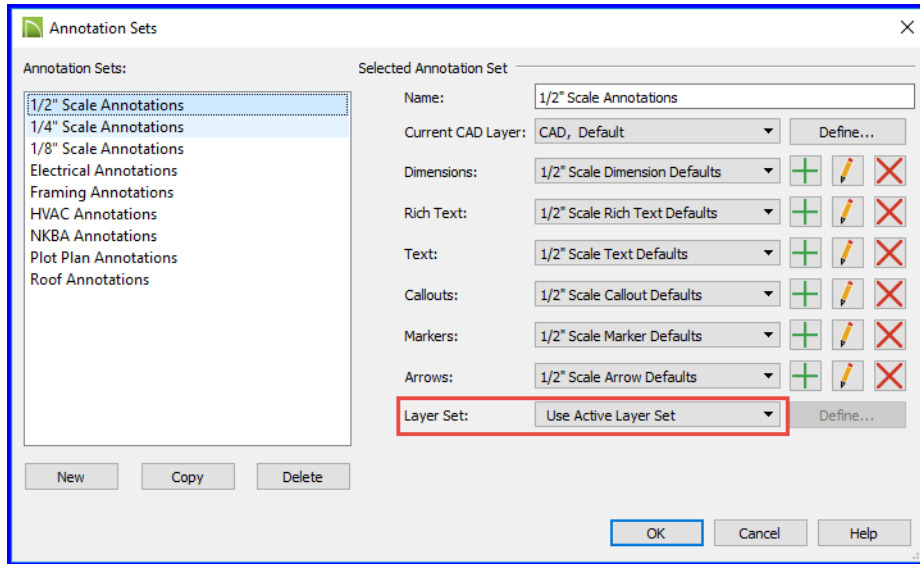 Annotation Sets
Annotation Sets:
1/2" Scale Annotations
1/4" Scale Annotations
1/8" Scale Annotations
Electrical Annotations
Framing Annotations
HVAC Annotations
NKBA Annotations
Plot Plan Annotations
Roof Annotations
New Copy Delete
Selected Annotation Set
Name: 1/2" Scale Annotations
Current CAD Layer: CAD, Default Define...
Dimensions: 1/2" Scale Dimension Defaults
Rich Text: 1/2" Scale Rich Text Defaults
Text: 1/2" Scale Text Defaults
Callouts: 1/2" Scale Callout Defaults
Markers: 1/2" Scale Marker Defaults
Arrows: 1/2" Scale Arrow Defaults
Layer Set: Use Active Layer Set Define...
OK Cancel Help